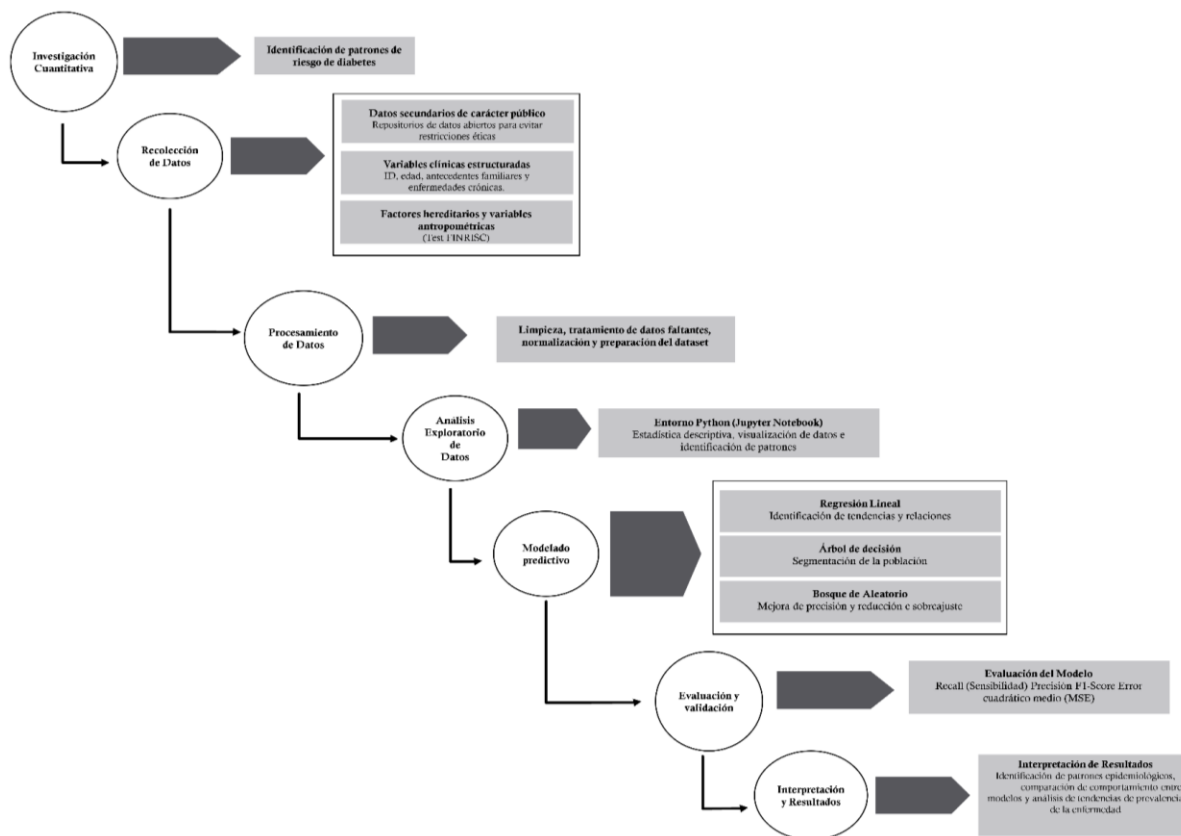 Investigación
Cuantitativa
Identificación de patrones de
riesgo de diabetes
Recolección
de Datos
Datos secundarios de carácter público
Repositorios de datos abiertos para evitar
restricciones éticas
Variables clínicas estructuradas
ID, edad, antecedentes familiares y
enfermedades crónicas.
Factores hereditarios y variables
antropométricas
(Test FINRISC)
Procesamiento
de Datos
Limpieza, tratamiento de datos faltantes,
normalización y preparación del dataset
Análisis
Exploratorio
de
Datos
Entorno Python (Jupyter Notebook)
Estadística descriptiva, visualización de datos e
identificación de patrones
Modelado
predictivo
Regresión Lineal
Identificación de tendencias y relaciones
Árbol de decisión
Segmentación de la población
Bosque de Aleatorio
Mejora de precisión y reducción e sobreajuste
Evaluación y
validación
Evaluación del Modelo
Recall (Sensibilidad) Precisión F1-Score Error
cuadrático medio (MSE)
Interpretación
y Resultados
Interpretación de Resultados
Identificación de patrones epidemiológicos,
comparación de comportamiento entre
modelos y análisis de tendencias de prevalencia
de la enfermedad